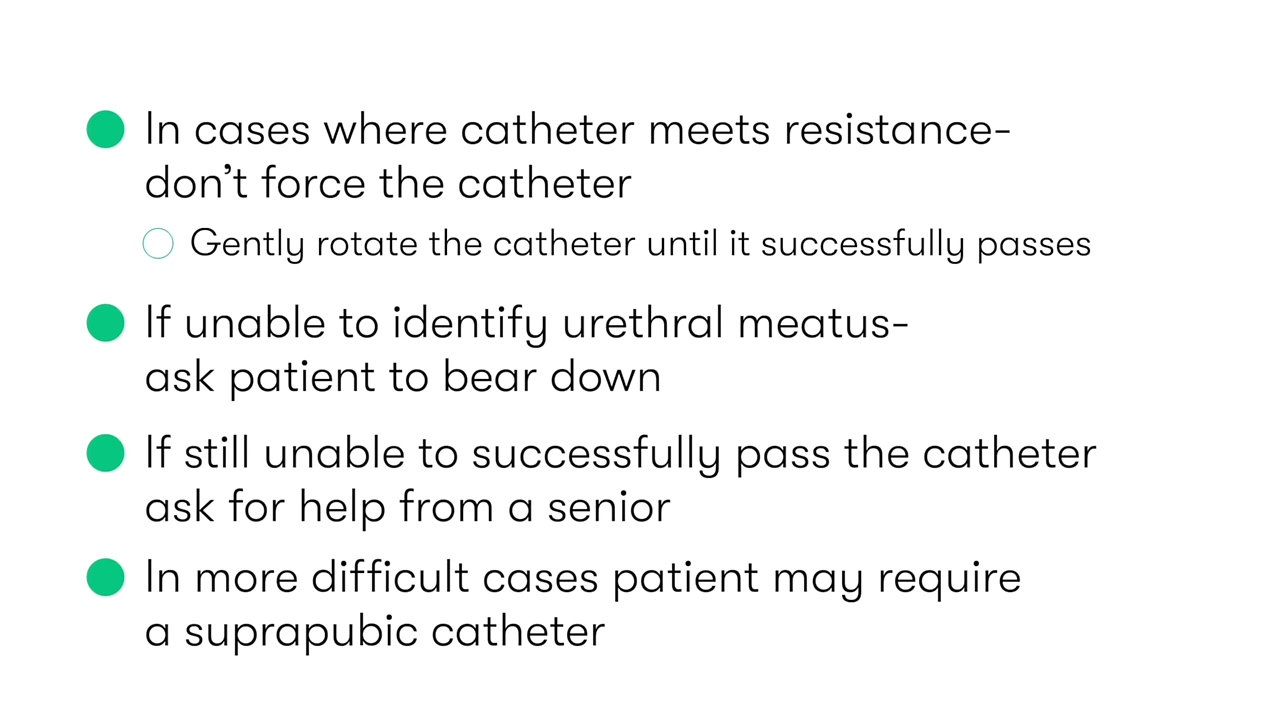 In cases where catheter meets resistance-
don’t force the catheter
Gently rotate the catheter until it successfully passes
If unable to identify urethral meatus-
ask patient to bear down
If still unable to successfully pass the catheter
ask for help from a senior
In more difficult cases patient may require
a suprapubic catheter